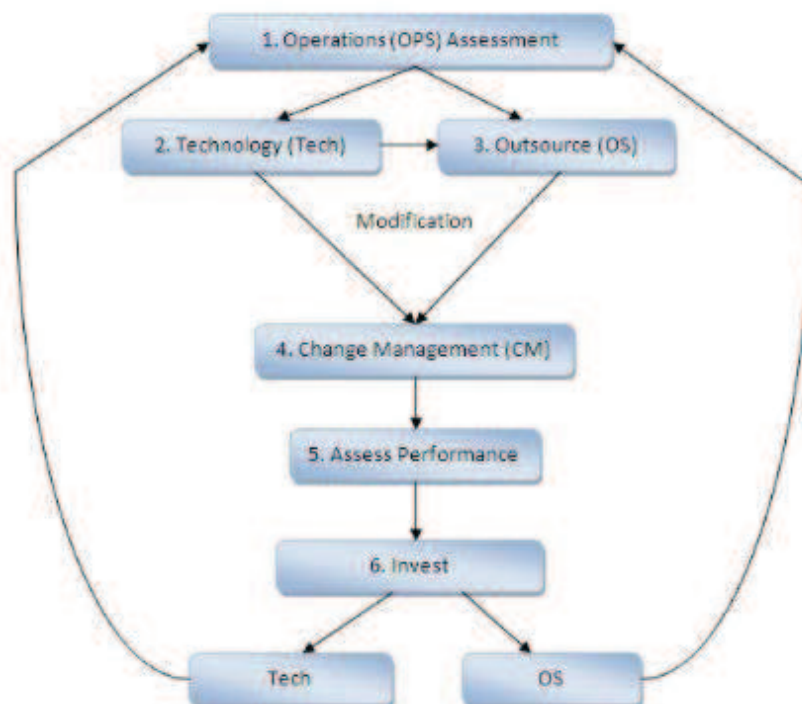 1. Operations (OPS) Assessment
2. Technology (Tech)
3. Outsource (OS)
Modification
4. Change Management (CM)
5. Assess Performance
6. Invest
Tech
OS